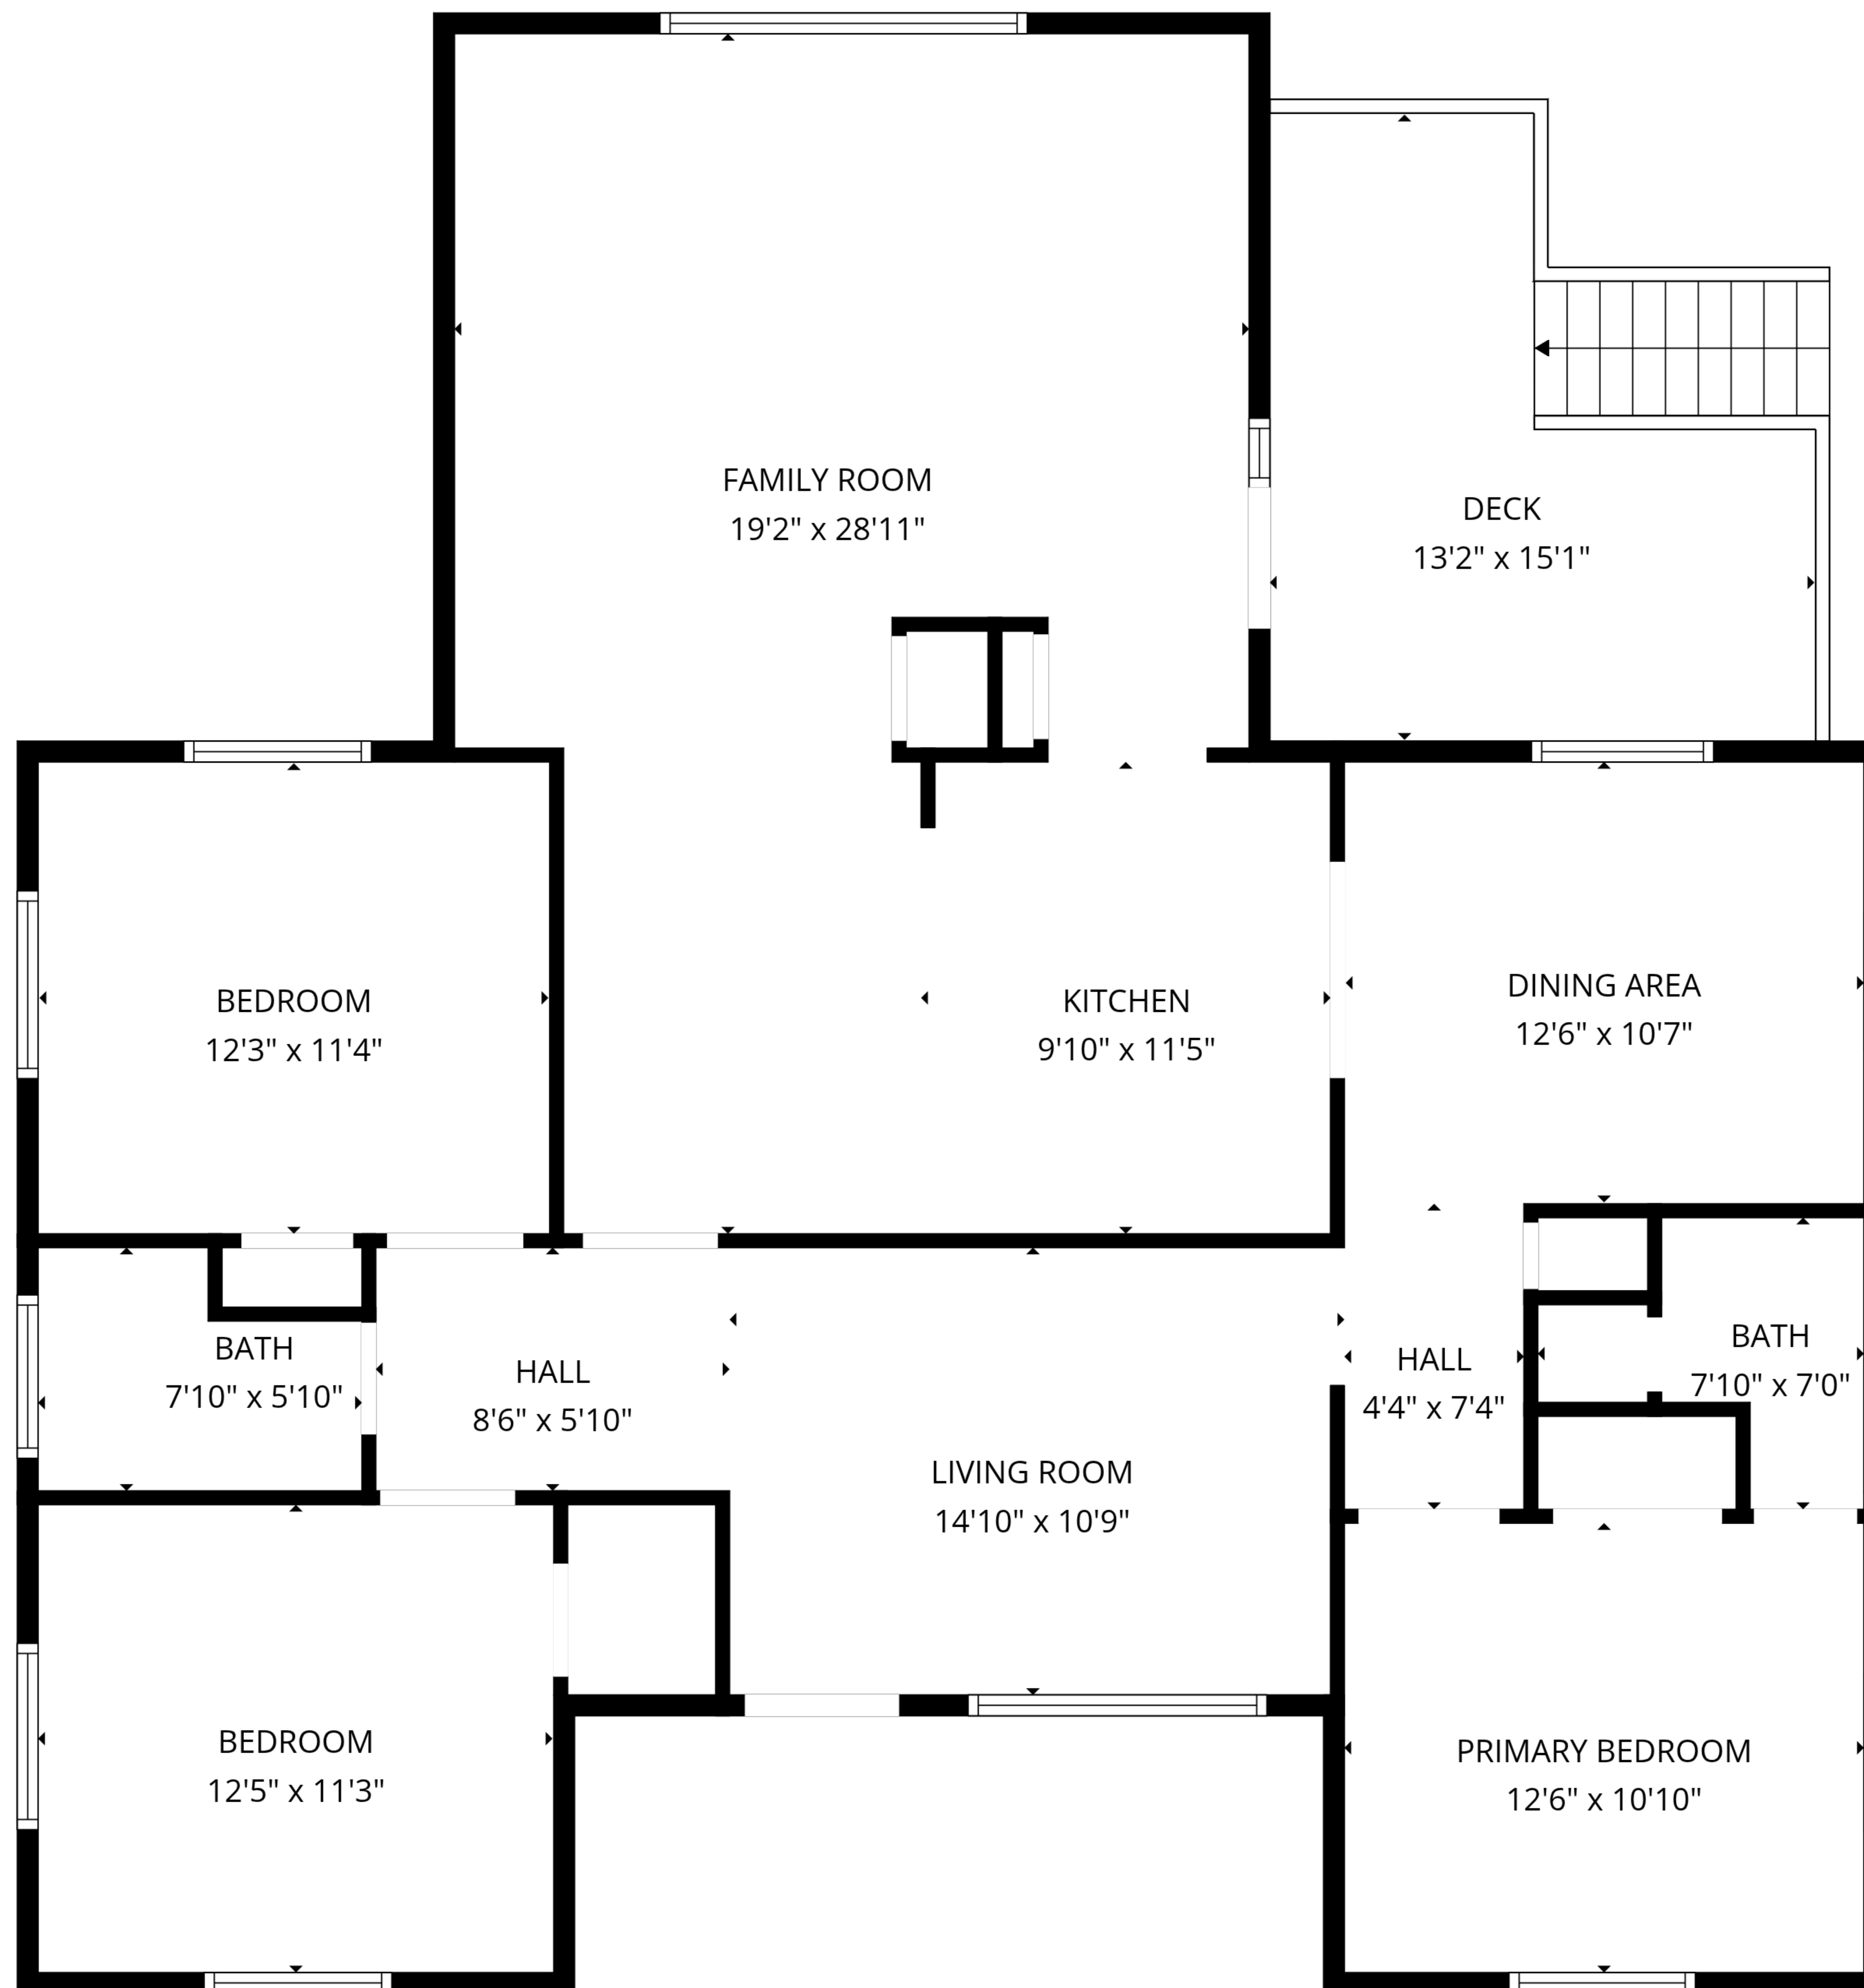 FAMILY ROOM
19'2" x 28'11"
DECK
13'2" x 15'1"
BEDROOM
12'3" x 11'4"
KITCHEN
9'10" x 11'5"
DINING AREA
12'6" x 10'7"
BATH
7'10" x 5'10"
HALL
8'6" x 5'10"
LIVING ROOM
14'10" x 10'9"
HALL
4'4" x 7'4"
BATH
7'10" x 7'0"
BEDROOM
12'5" x 11'3"
PRIMARY BEDROOM
12'6" x 10'10"